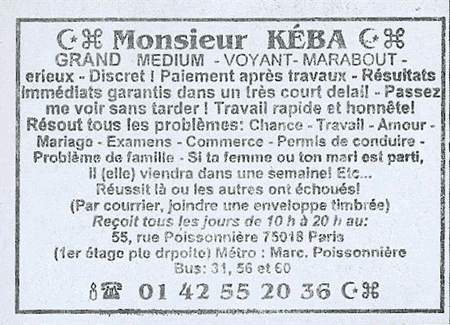 Monsieur KÉBA
GRAND MEDIUM - VOYANT- MARABOUT -
erieux - Discret ! Paiement après travaux - Résultats
immédiats garantis dans un très court delai! - Passez
me voir sans tarder ! Travail rapide et honnête!
Résout tous les problèmes: Chance - Travail - Amour -
Mariage - Examens - Commerce - Permis de conduire -
Problème de famille - Si ta femme ou ton mari est parti,
il (elle) viendra dans une semaine! Etc...
Réussit là ou les autres ont échoués!
(Par courrier, joindre une enveloppe timbrée)
Reçoit tous les jours de 10 h à 20 h au:
55, rue Poissonnière 75018 Paris
(1er étage pte drpoite) Métro : Marc. Poissonnière
Bus: 31, 56 et 60
01 42 55 20 36